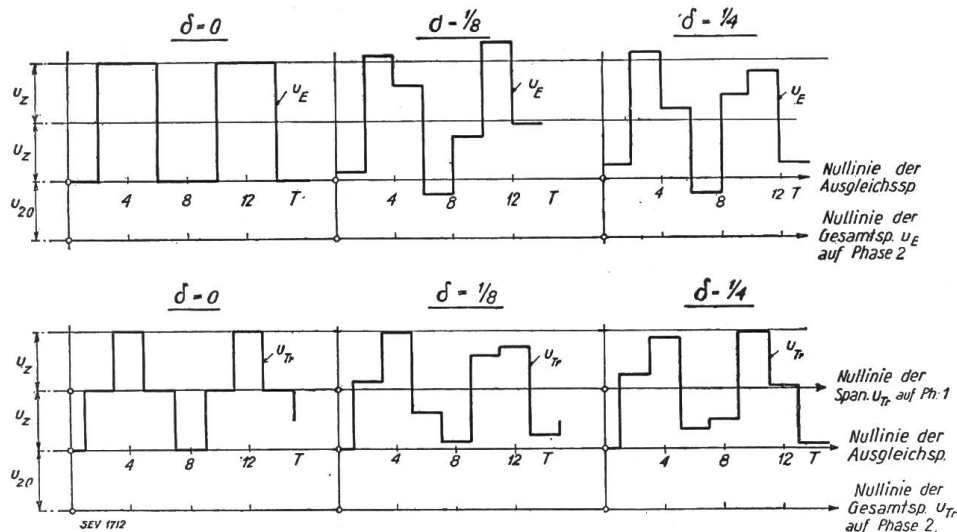 δ=0
d=1/8
δ=1/4
u_z
u_z
u_20
u_E
u_E
u_E
4 8 12 T
4 8 12 T
4 8 12 T
Nullinie der
Ausgleichssp.
Nullinie der
Gesamtsp. u_E
auf Phase 2
δ=0
δ=1/8
δ-1/4
u_z
u_z
u_20
u_Tr
u_Tr
u_Tr
4 8 12 T
4 8 12 T
4 8 12
Nullinie der
Span. u_Tr auf Ph. 1
Nullinie der
Ausgleichsp.
Nullinie der
Gesamtsp. u_Tr
auf Phase 2.
SEV 1712